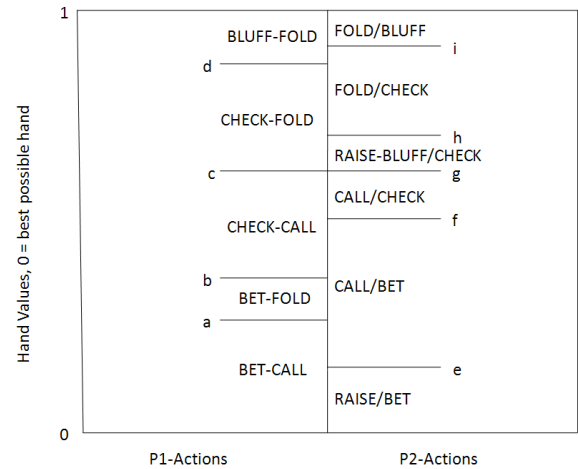 1
BLUFF-FOLD
FOLD/BLUFF
i
d
FOLD/CHECK
CHECK-FOLD
h
RAISE-BLUFF/CHECK
c
g
CALL/CHECK
f
CHECK-CALL
b
CALL/BET
BET-FOLD
a
BET-CALL
e
RAISE/BET
0
Hand Values, 0 = best possible hand
P1-Actions
P2-Actions